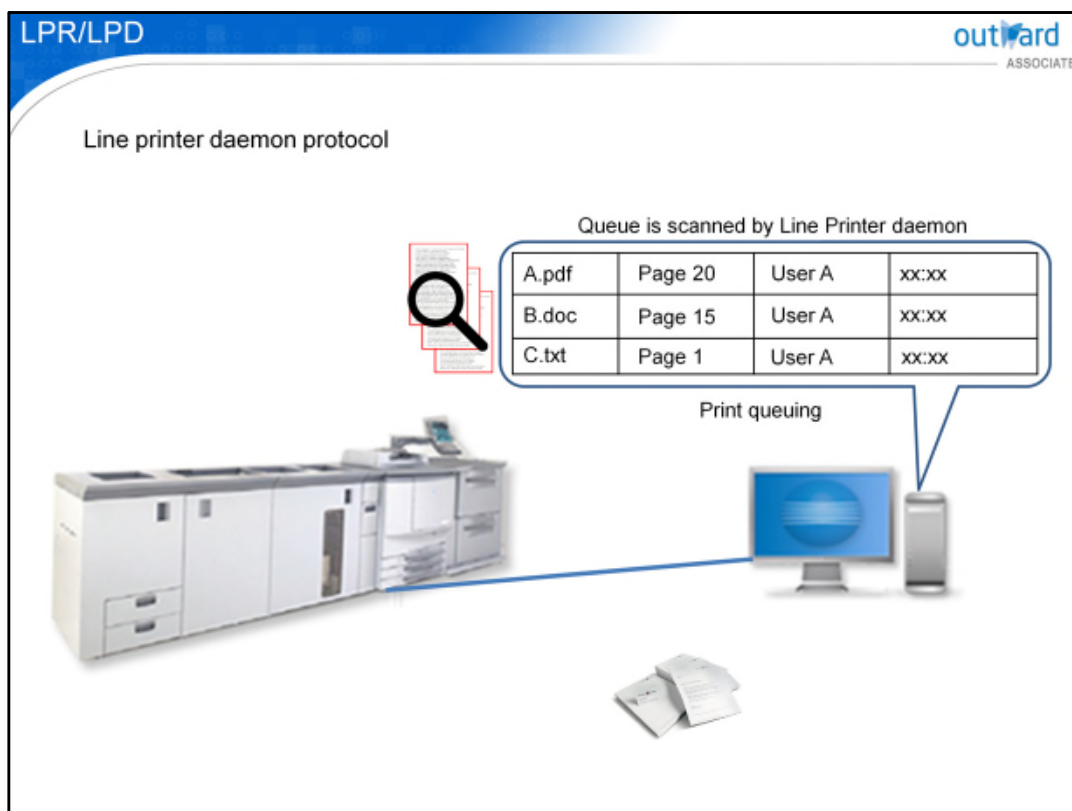 LPR/LPD
outward
ASSOCIATE
Line printer daemon protocol
Queue is scanned by Line Printer daemon
A.pdf Page 20 User A xx:xx
B.doc Page 15 User A xx:xx
C.txt Page 1 User A xx:xx
Print queuing